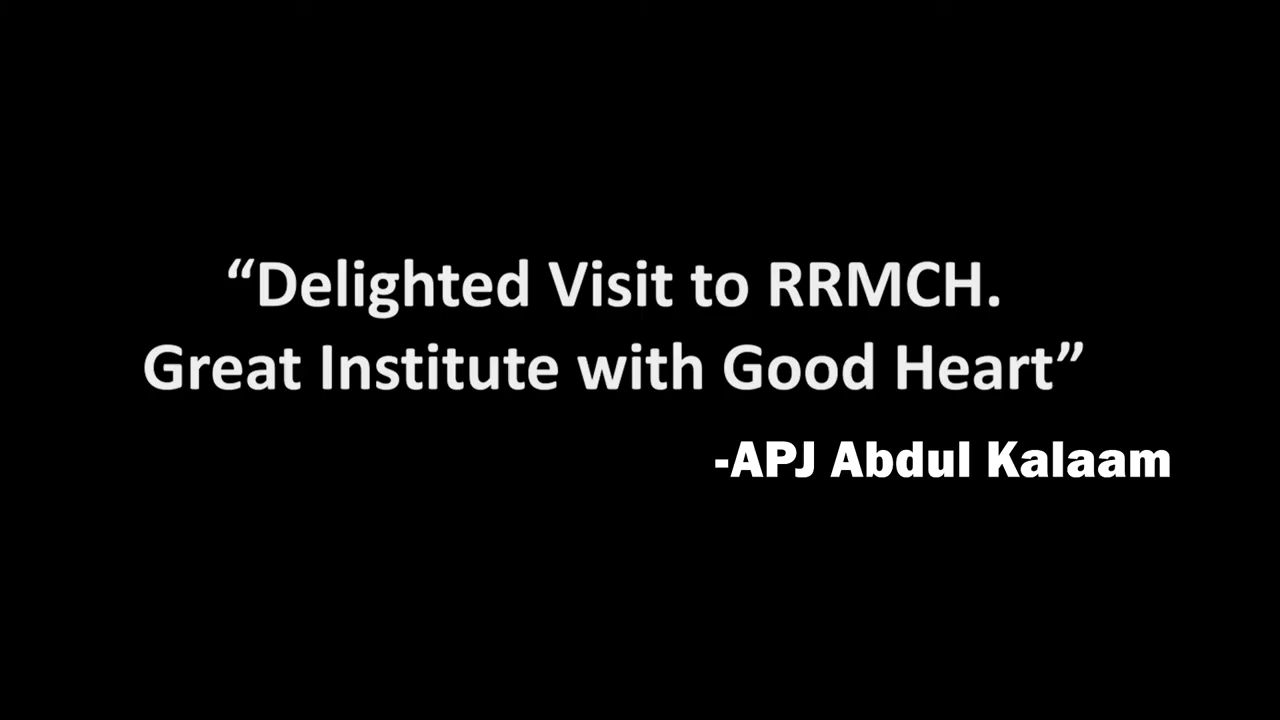 “Delighted Visit to RRMCH.
Great Institute with Good Heart”
-APJ Abdul Kalaam